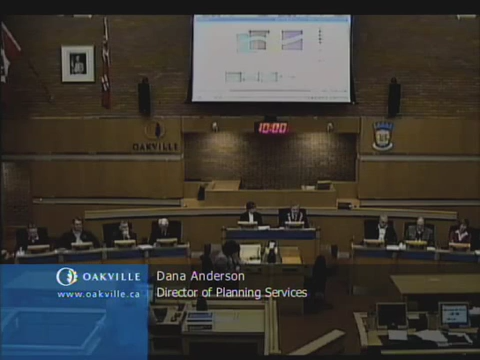 10:00
OAKVILLE
OAKVILLE
www.oakville.ca
Dana Anderson
Director of Planning Services